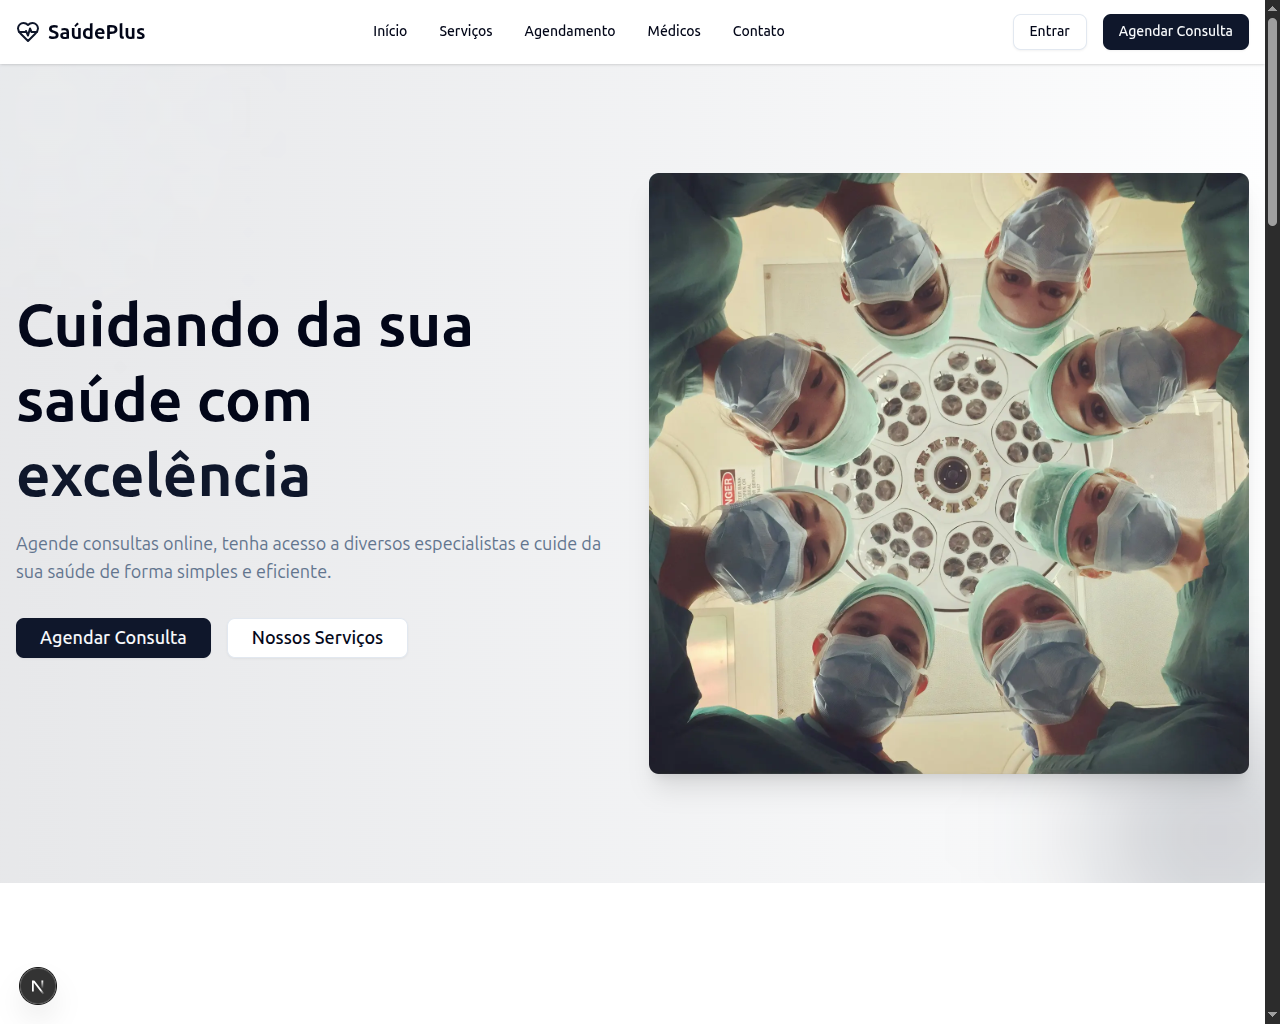 SaúdePlus
Início Serviços Agendamento Médicos Contato
Entrar Agendar Consulta
Cuidando da sua
saúde com
excelência
Agende consultas online, tenha acesso a diversos especialistas e cuide da
sua saúde de forma simples e eficiente.
Agendar Consulta Nossos Serviços
N